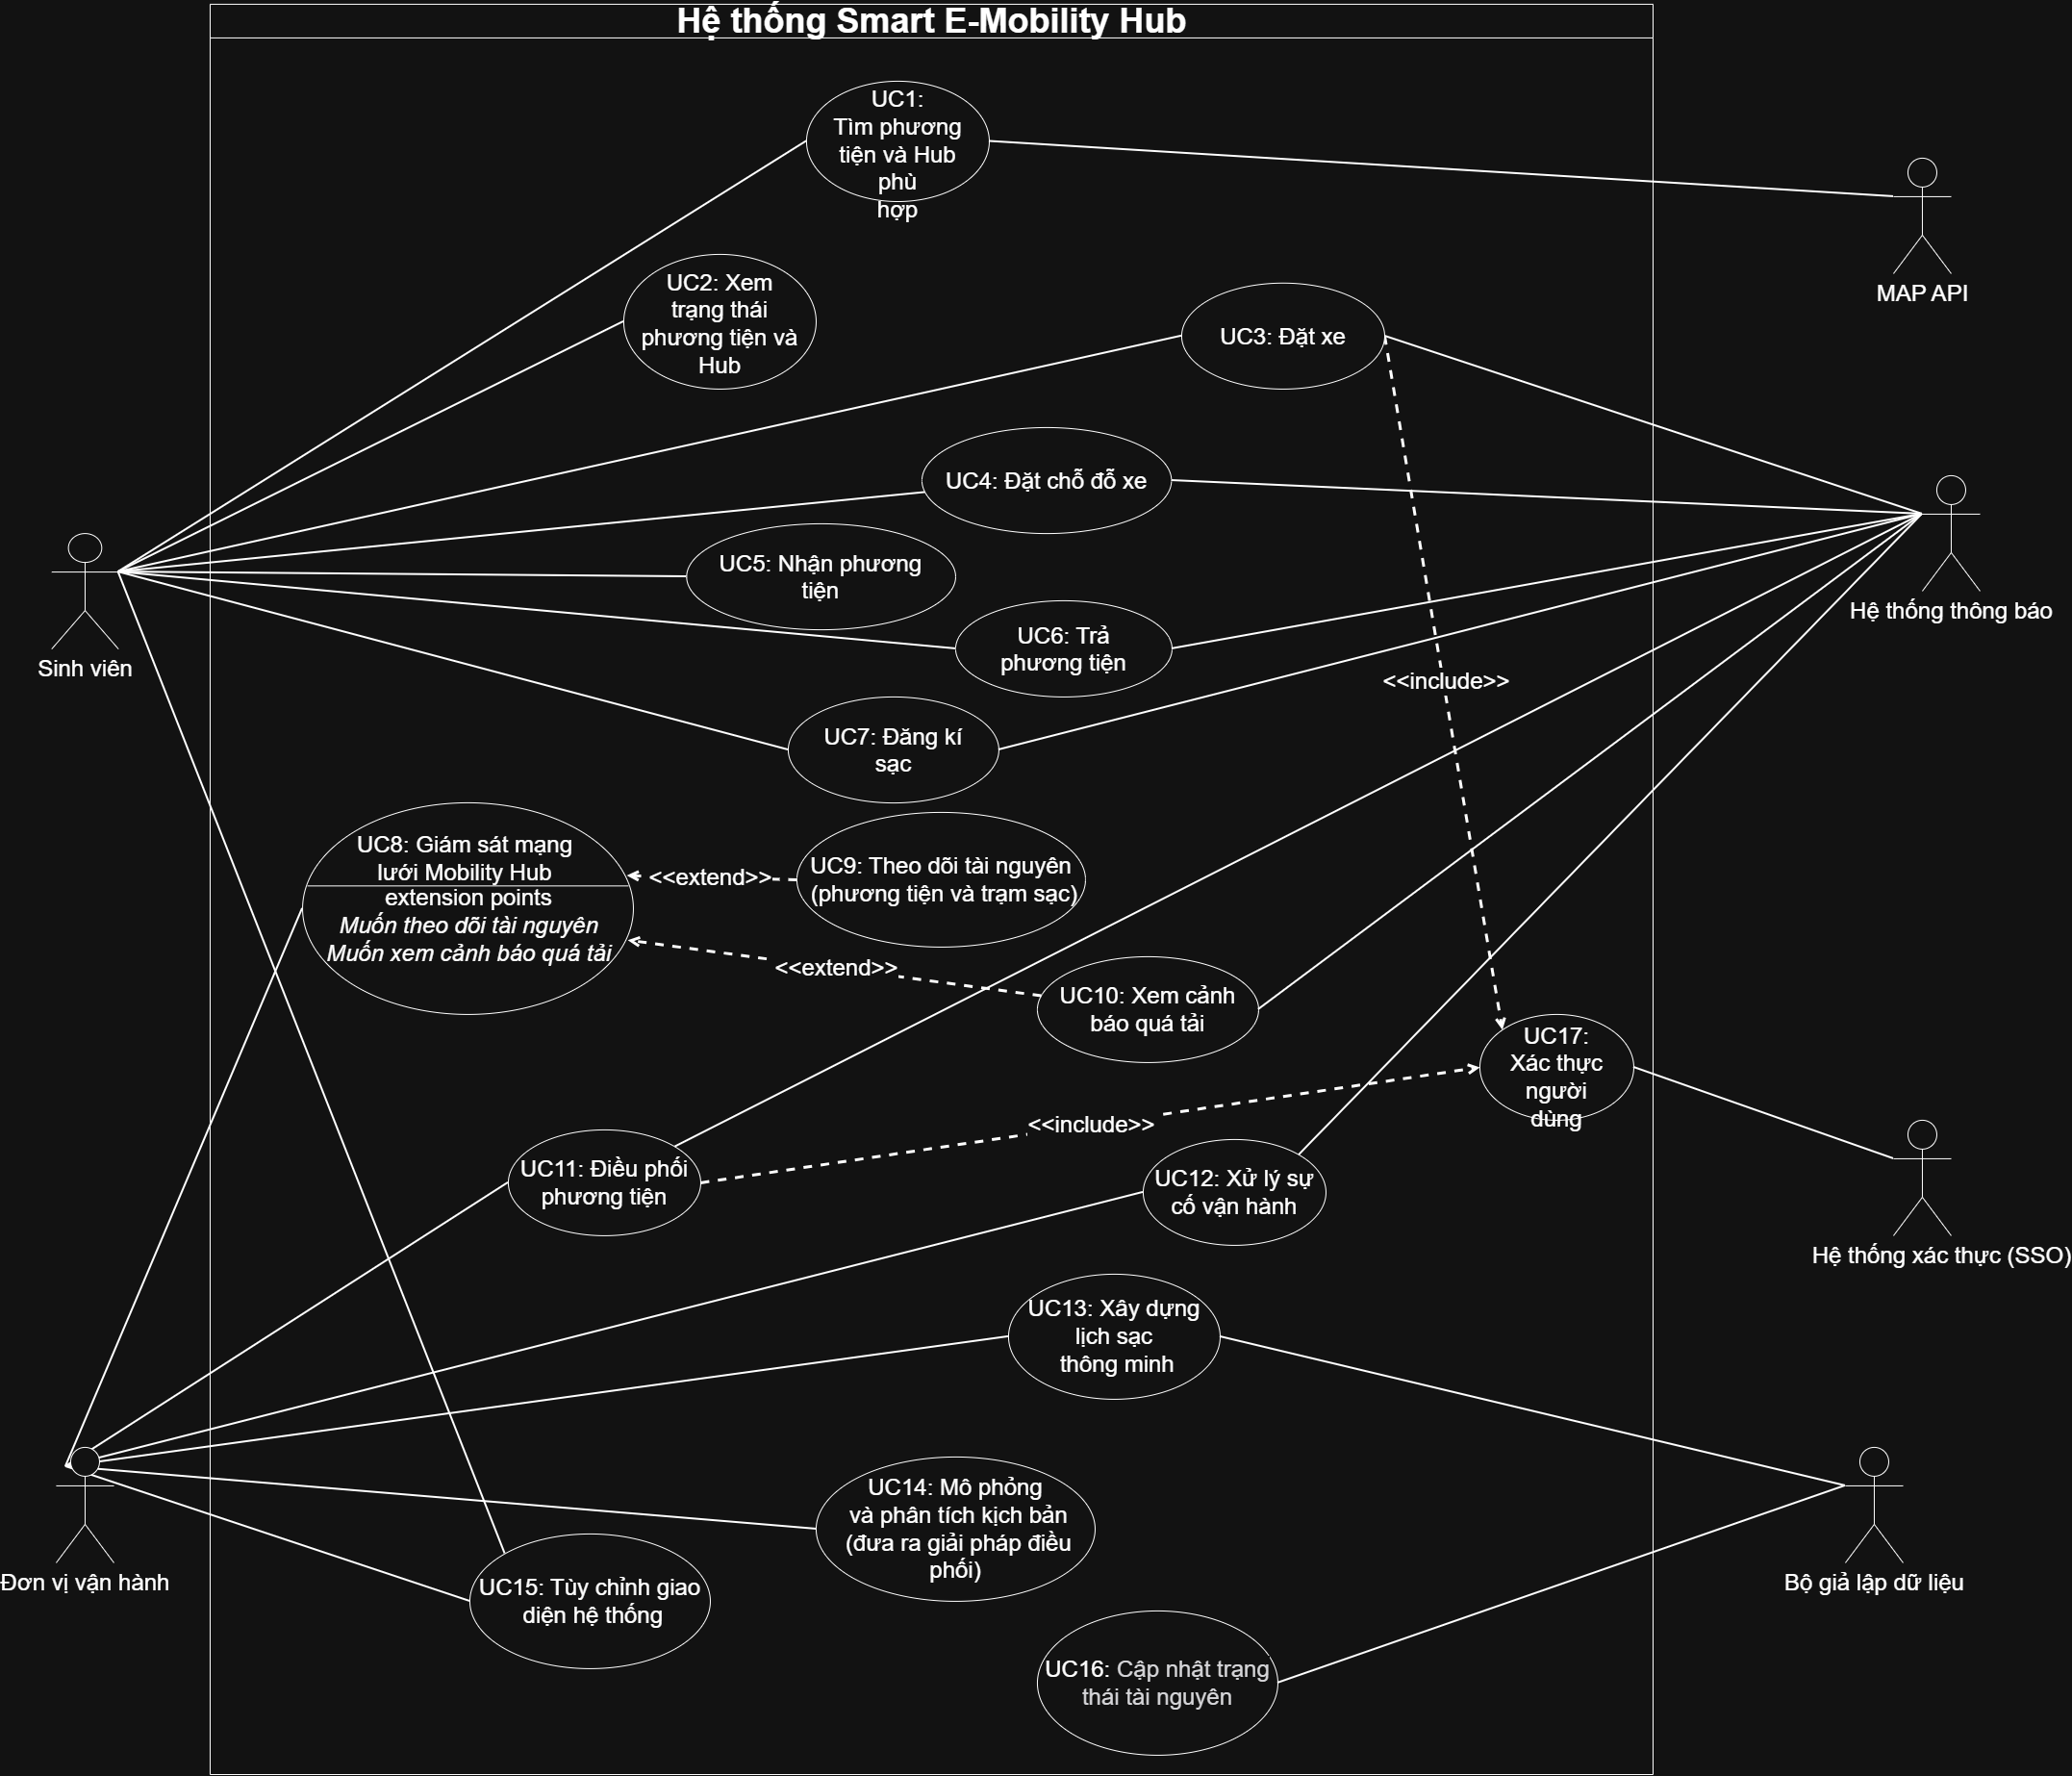 Hệ thống Smart E-Mobility Hub
UC1:
Tìm phương
tiện và Hub
phù
hợp
MAP API
UC2: Xem
trạng thái
phương tiện và
Hub
UC3: Đặt xe
UC4: Đặt chỗ đỗ xe
UC5: Nhận phương
tiện
Hệ thống thông báo
Sinh viên
UC6: Trả
phương tiện
<<include>>
UC7: Đăng kí
sạc
UC8: Giám sát mạng
lưới Mobility Hub
extension points
Muốn theo dõi tài nguyên
Muốn xem cảnh báo quá tải
<<extend>>
UC9: Theo dõi tài nguyên
(phương tiện và trạm sạc)
<<extend>>
UC10: Xem cảnh
báo quá tải
UC17:
Xác thực
người
dùng
<<include>>
UC11: Điều phối
phương tiện
UC12: Xử lý sự
cố vận hành
Hệ thống xác thực (SSO)
UC13: Xây dựng
lịch sạc
thông minh
UC14: Mô phỏng
và phân tích kịch bản
(đưa ra giải pháp điều
phối)
Đơn vị vận hành
UC15: Tùy chỉnh giao
diện hệ thống
Bộ giả lập dữ liệu
UC16: Cập nhật trạng
thái tài nguyên